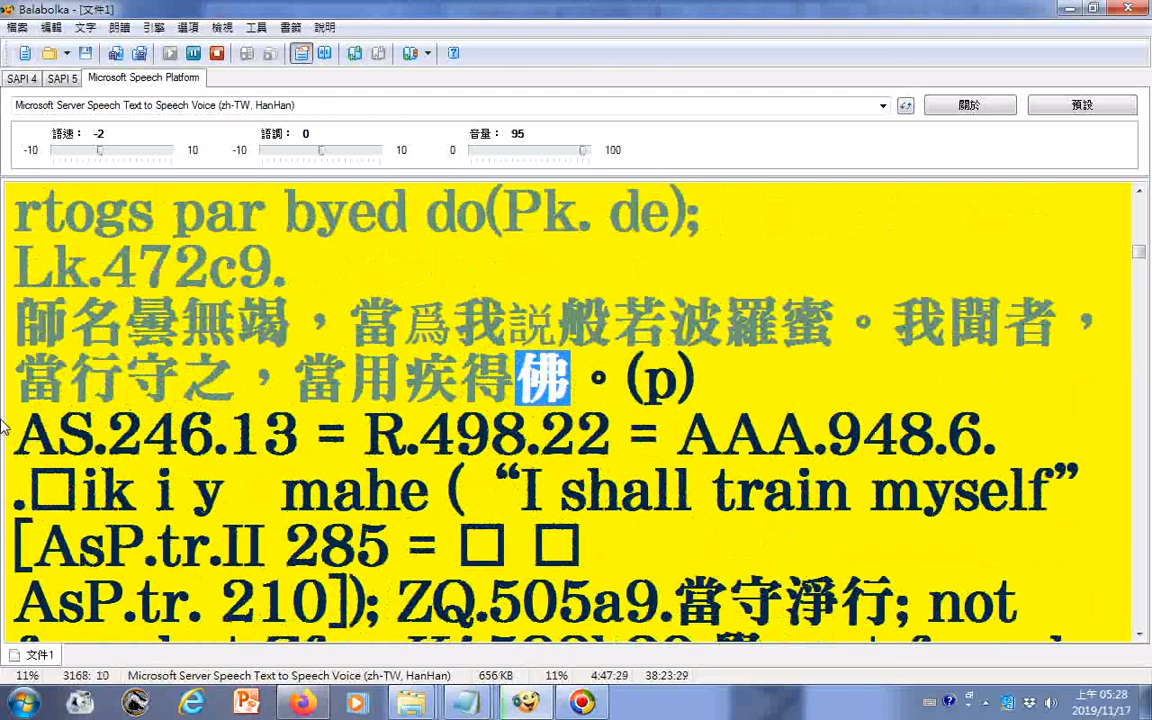 Balabolka - [文件1]
檔案 編輯 文字 朗讀 引擎 選項 檢視 工具 書籤 說明
SAPI 4 SAPI 5 Microsoft Speech Platform
Microsoft Server Speech Text to Speech Voice (zh-TW, HanHan) 關於 預設
語速： -2 語調： 0 音量： 95
-10 10 -10 10 0 100
rtogs par byed do(Pk. de);
Lk.472c9.
師名曇無竭，當爲我説般若波羅蜜。我聞者，
當行守之，當用疾得佛。(p)
AS.246.13 = R.498.22 = AAA.948.6.
.□ik i y mahe ( “I shall train myself”
[AsP.tr.II 285 = □ □
AsP.tr. 210]); ZQ.505a9.當守淨行; not
文件1
11% 3168: 10 Microsoft Server Speech Text to Speech Voice (zh-TW, HanHan) 656 KB 11% 4:47:29 38:23:29
上午 05:28
2019/11/17